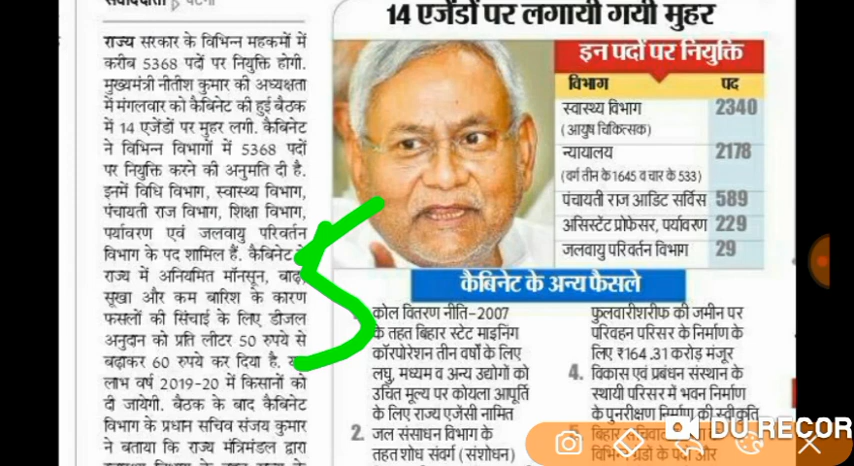 14 एजेंडों पर लगायी गयी मुहर
राज्य सरकार के विभिन्न महकमों में
करीब 5368 पदों पर नियुक्ति होगी.
मुख्यमंत्री नीतीश कुमार की अध्यक्षता
में मंगलवार को कैबिनेट की हुई बैठक
में 14 एजेंडों पर मुहर लगी. कैबिनेट
ने विभिन्न विभागों में 5368 पदों
पर नियुक्ति करने की अनुमति दी है.
इनमें विधि विभाग, स्वास्थ्य विभाग,
पंचायती राज विभाग, शिक्षा विभाग,
पर्यावरण एवं जलवायु परिवर्तन
विभाग के पद शामिल हैं. कैबिनेट
राज्य में अनियमित मॉनसून, बाढ़,
सूखा और कम बारिश के कारण
फसलों की सिंचाई के लिए डीजल
अनुदान को प्रति लीटर 50 रुपये से
बढ़ाकर 60 रुपये कर दिया है.
लाभ वर्ष 2019-20 में किसानों को
दी जायेगी. बैठक के बाद कैबिनेट
विभाग के प्रधान सचिव संजय कुमार
ने बताया कि राज्य मंत्रिमंडल द्वारा
इन पदों पर नियुक्ति
विभाग पद
स्वास्थ्य विभाग 2340
(आयुष चिकित्सक)
न्यायालय 2178
(वर्ग तीन के 1645 व चार के 533)
पंचायती राज आडिट सर्विस 589
असिस्टेंट प्रोफेसर, पर्यावरण 229
जलवायु परिवर्तन विभाग 29
कैबिनेट के अन्य फैसले
कोल वितरण नीति-2007
के तहत बिहार स्टेट माइनिंग
कॉरपोरेशन तीन वर्षों के लिए
लघु, मध्यम व अन्य उद्योगों को
उचित मूल्य पर कोयला आपूर्ति
के लिए राज्य एजेंसी नामित
2. जल संसाधन विभाग के
तहत शोध संवर्ग (संशोधन)
फुलवारीशरीफ की जमीन पर
परिवहन परिसर के निर्माण के
लिए ₹164.31 करोड़ मंजूर
4. विकास एवं प्रबंधन संस्थान के
स्थायी परिसर में भवन निर्माण
के पुनरीक्षण निर्माण की स्वीकृति
DU RECOR